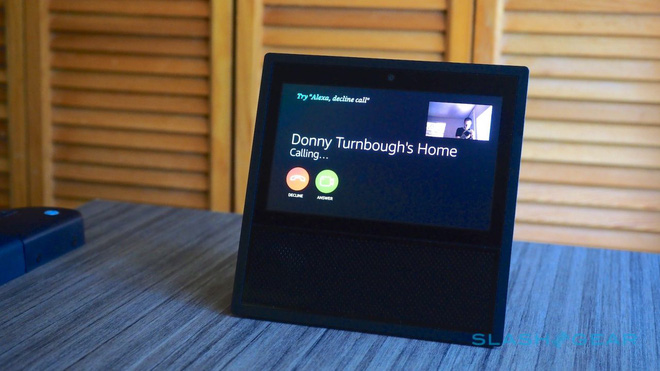 Try "Alexa, decline call"
Donny Turnbough's Home
Calling...
DECLINE
ANSWER
SLASHGEAR